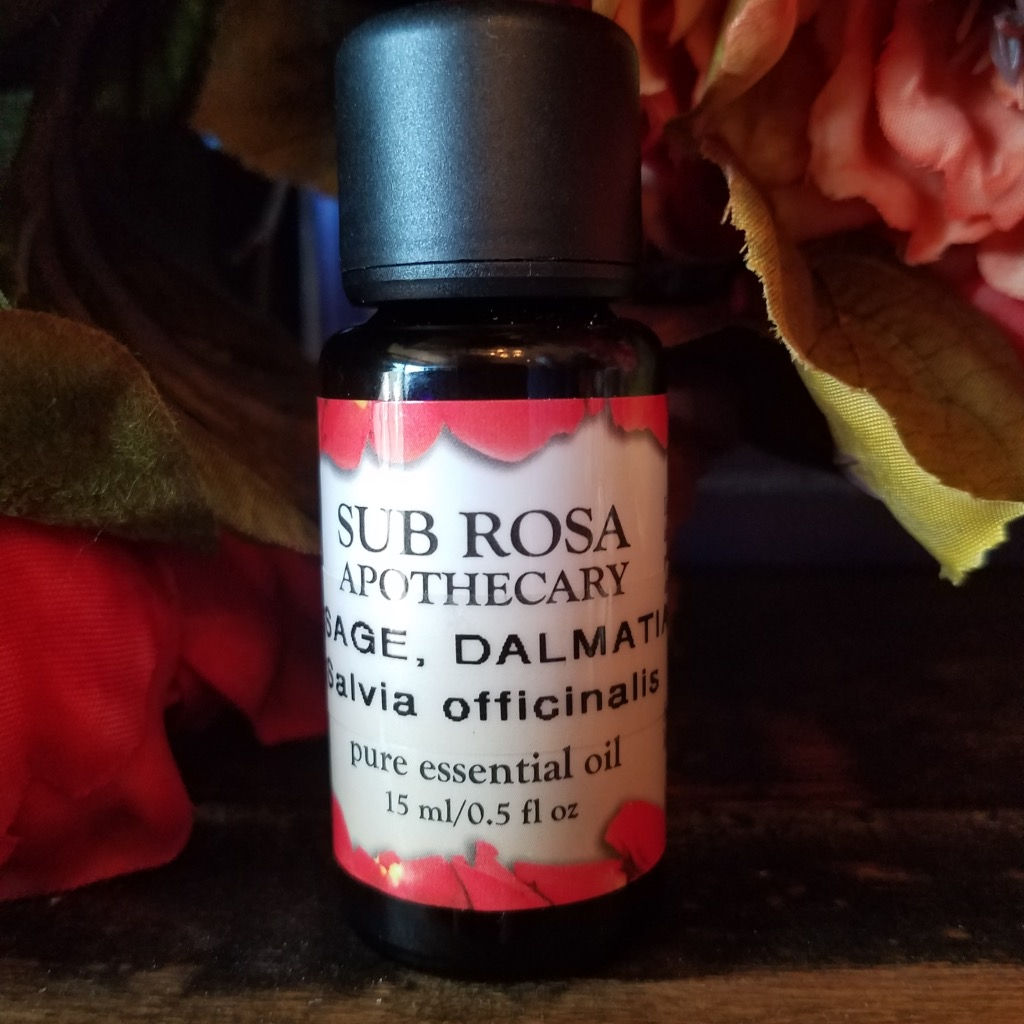 SUB ROSA
APOTHECARY
SAGE, DALMATIA
Salvia officinalis
pure essential oil
15 ml/0.5 fl oz